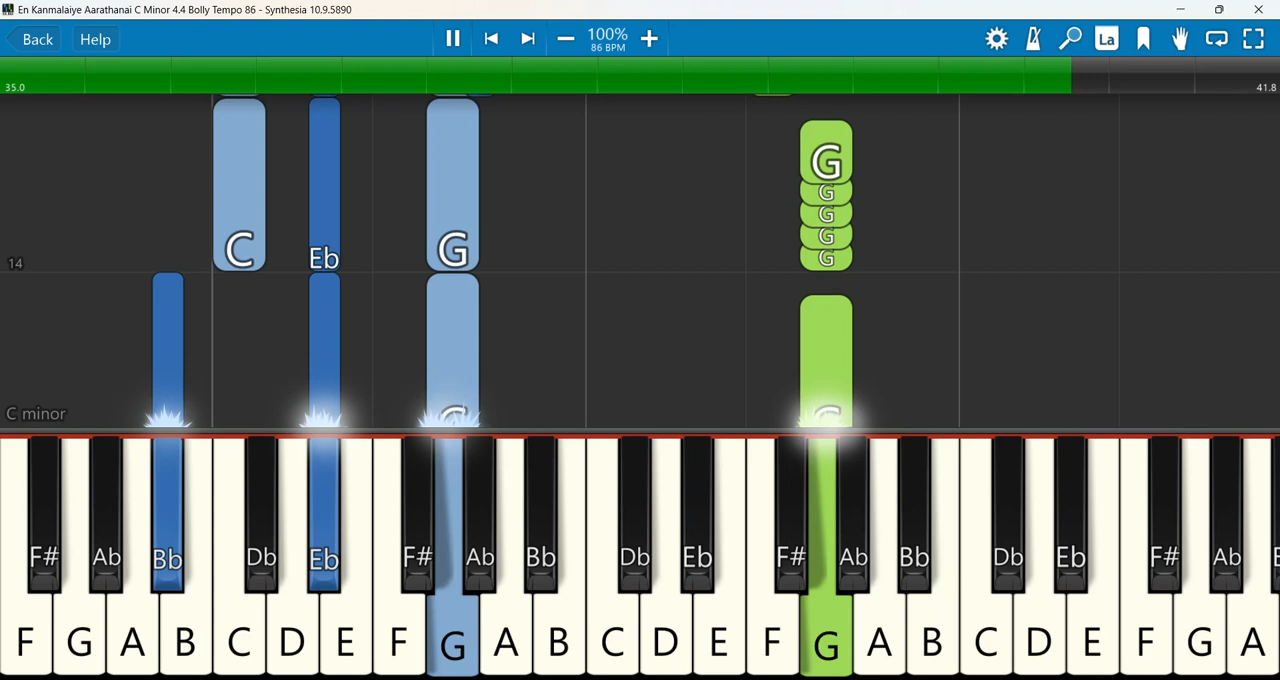 En Kanmalaiye Aarathanai C Minor 4.4 Bolly Tempo 86 - Synthesia 10.9.5890
Back Help 100% La
86 BPM
35.0 41.8
G
G
G
G
C Eb G G
14
C minor
F# Ab Bb Db Eb F# Ab Bb Db Eb F# Ab Bb Db Eb F# Ab
F G A B C D E F G A B C D E F G A B C D E F G A